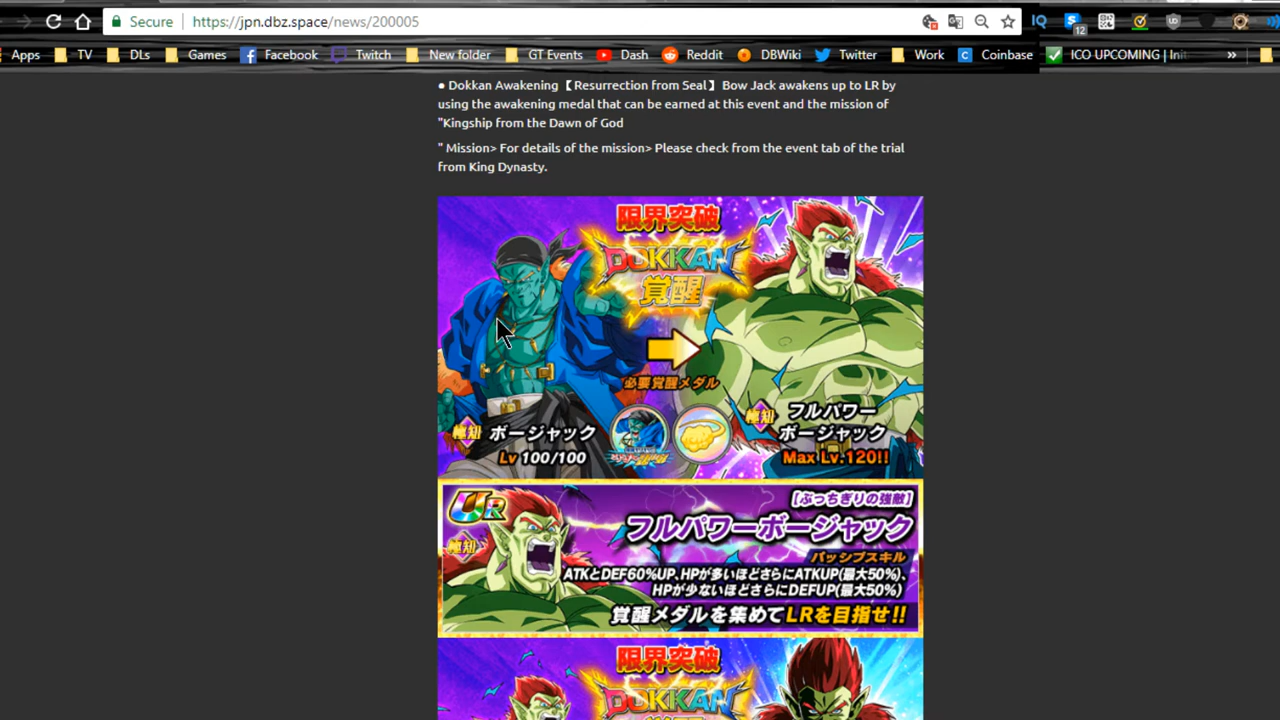 Secure https://jpn.dbz.space/news/200005
12
Apps TV DLs Games Facebook Twitch New folder GT Events Dash Reddit DBWiki Twitter Work Coinbase ICO UPCOMING | Init »
● Dokkan Awakening【Resurrection from Seal】Bow Jack awakens up to LR by
using the awakening medal that can be earned at this event and the mission of
"Kingship from the Dawn of God
" Mission> For details of the mission> Please check from the event tab of the trial
from King Dynasty.
限界突破
DOKKAN
覚醒
必要覚醒メダル
極知 ボージャック
Lv 100/100
極知 フルパワー
ボージャック
Max Lv.120!!
UR
極知
【ぶっちぎりの強敵】
フルパワーボージャック
パッシブスキル
ATKとDEF60%UP、HPが多いほどさらにATKUP(最大50%)、
HPが少ないほどさらにDEFUP(最大50%)
覚醒メダルを集めてLRを目指せ!!
限界突破
DOKKAN